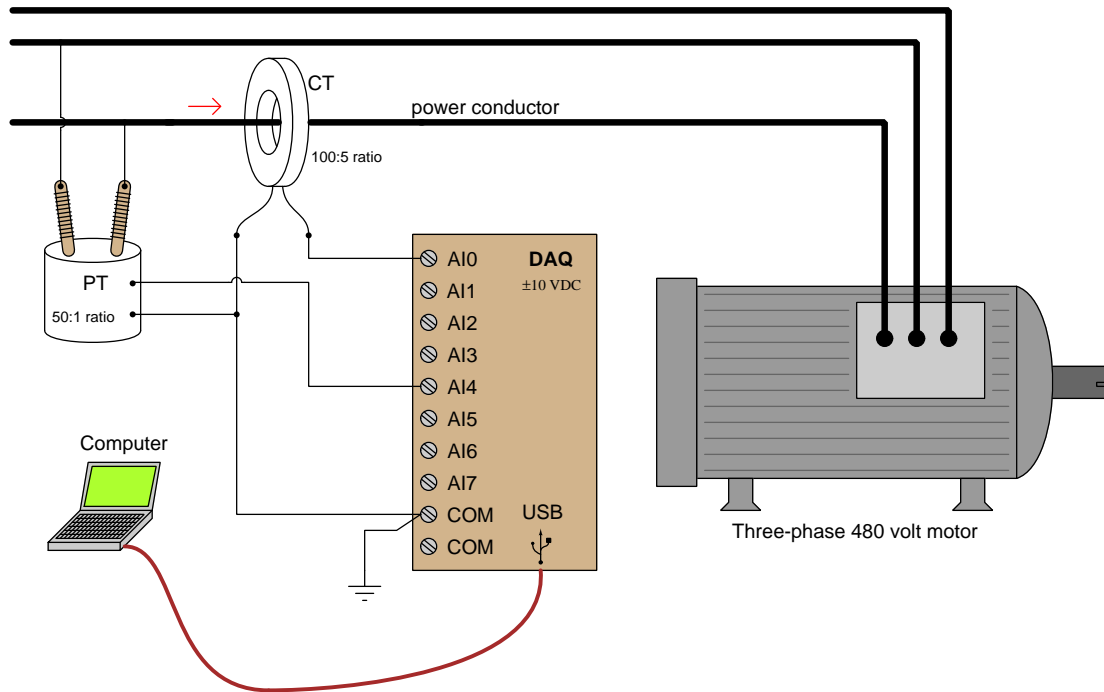 CT
power conductor
100:5 ratio
PT
50:1 ratio
AI0
DAQ
±10 VDC
AI1
AI2
AI3
AI4
AI5
AI6
AI7
COM
USB
COM
Computer
Three-phase 480 volt motor